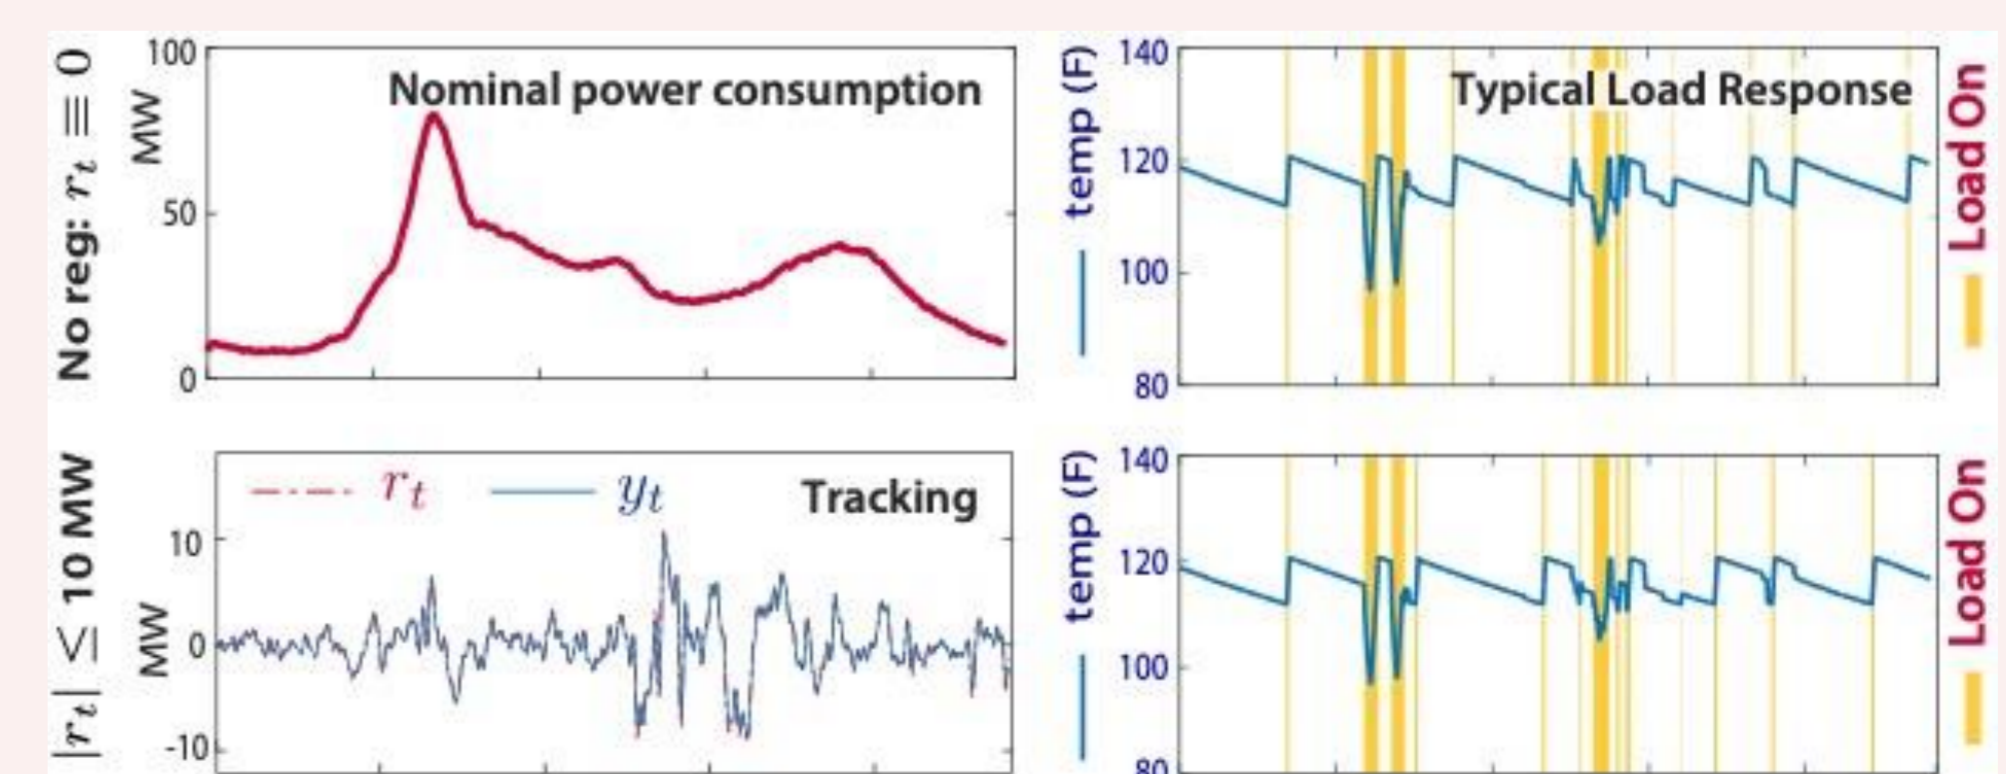 No reg: r_t ≡ 0
MW
100
50
0
Nominal power consumption
temp (F)
140
120
100
80
Typical Load Response
Load On
|r_t| ≤ 10 MW
MW
10
0
-10
r_t
y_t
Tracking
temp (F)
140
120
100
80
Load On